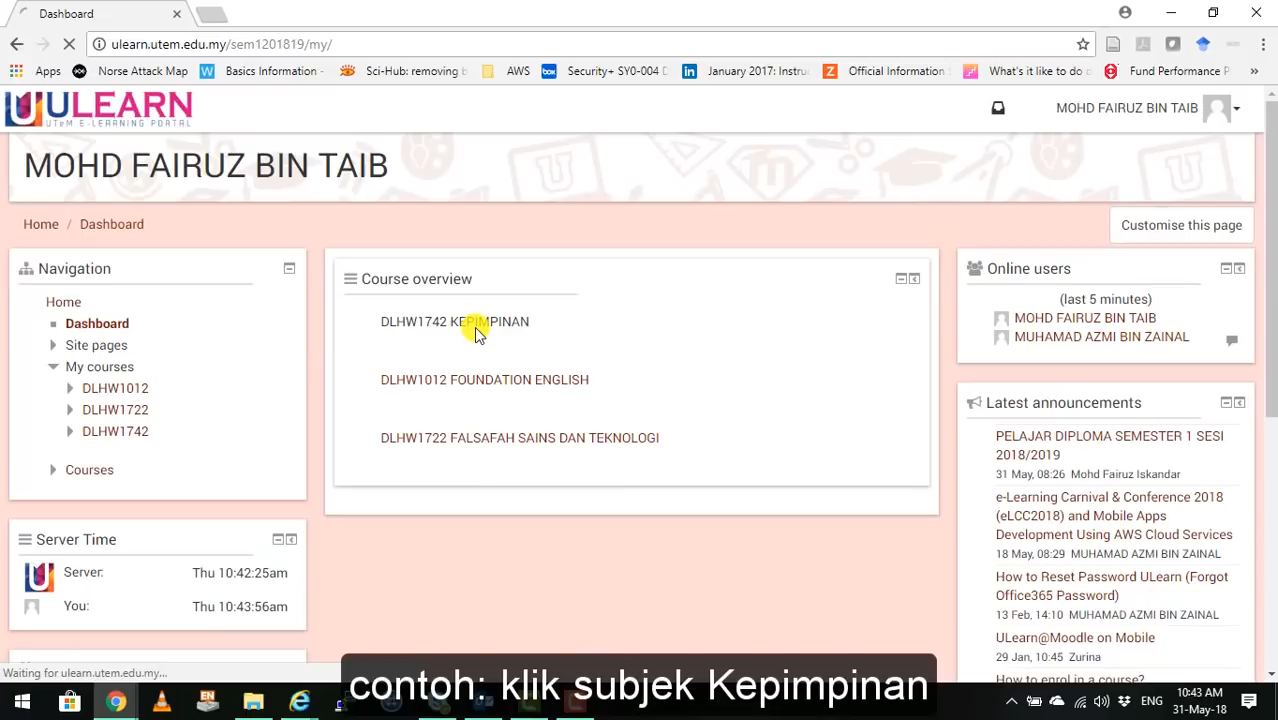 Dashboard
ulearn.utem.edu.my/sem1201819/my/
Apps Norse Attack Map Basics Information - Sci-Hub: removing b AWS Security+ SY0-004 D January 2017: Instruc Official Information S What's it like to do d Fund Performance P »
ULEARN
UTeM E-LEARNING PORTAL
MOHD FAIRUZ BIN TAIB
MOHD FAIRUZ BIN TAIB
Home / Dashboard
Customise this page
Navigation
Home
Dashboard
Site pages
My courses
DLHW1012
DLHW1722
DLHW1742
Courses
Server Time
Server: Thu 10:42:25am
You: Thu 10:43:56am
Course overview
DLHW1742 KEPIMPINAN
DLHW1012 FOUNDATION ENGLISH
DLHW1722 FALSAFAH SAINS DAN TEKNOLOGI
Online users
(last 5 minutes)
MOHD FAIRUZ BIN TAIB
MUHAMAD AZMI BIN ZAINAL
Latest announcements
PELAJAR DIPLOMA SEMESTER 1 SESI
2018/2019
31 May, 08:26 Mohd Fairuz Iskandar
e-Learning Carnival & Conference 2018
(eLCC2018) and Mobile Apps
Development Using AWS Cloud Services
18 May, 08:29 MUHAMAD AZMI BIN ZAINAL
How to Reset Password ULearn (Forgot
Office365 Password)
13 Feb, 14:10 MUHAMAD AZMI BIN ZAINAL
ULearn@Moodle on Mobile
29 Jan, 10:45 Zurina
How to enrol in a course?
Waiting for ulearn.utem.edu.my...
contoh: klik subjek Kepimpinan
ENG
10:43 AM
31-May-18